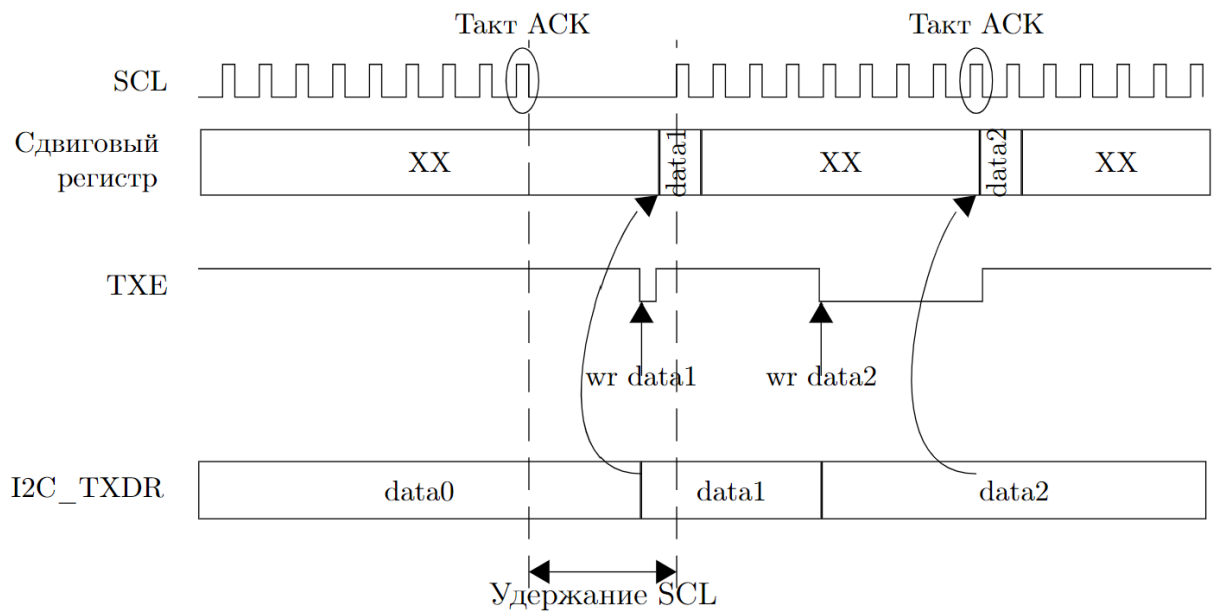 Такт ACK
Такт ACK
SCL
Сдвиговый
регистр
XX
data1
XX
data2
XX
TXE
wr data1
wr data2
I2C_TXDR
data0
data1
data2
Удержание SCL